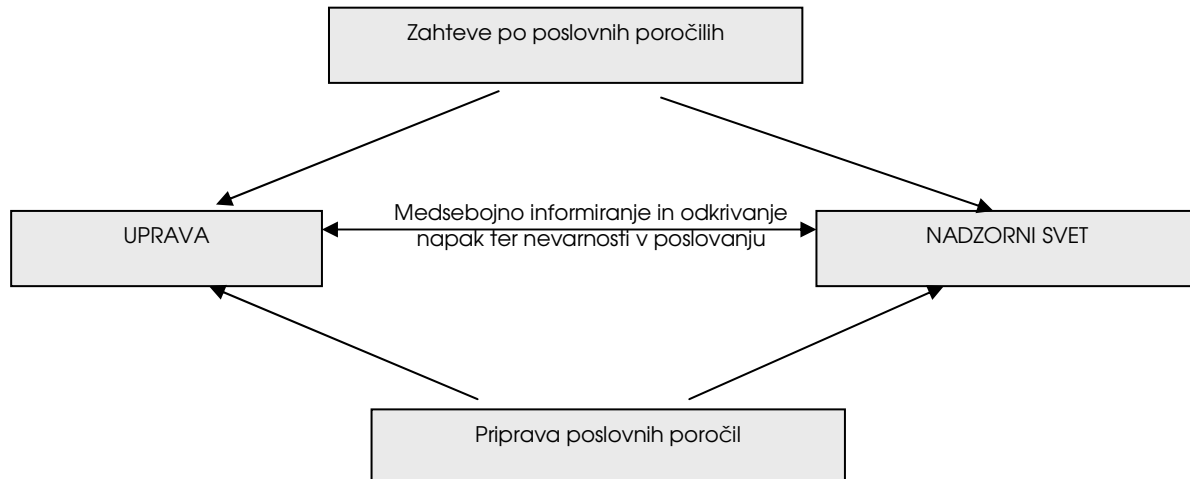 Zahteve po poslovnih poročilih
Medsebojno informiranje in odkrivanje
napak ter nevarnosti v poslovanju
UPRAVA
NADZORNI SVET
Priprava poslovnih poročil